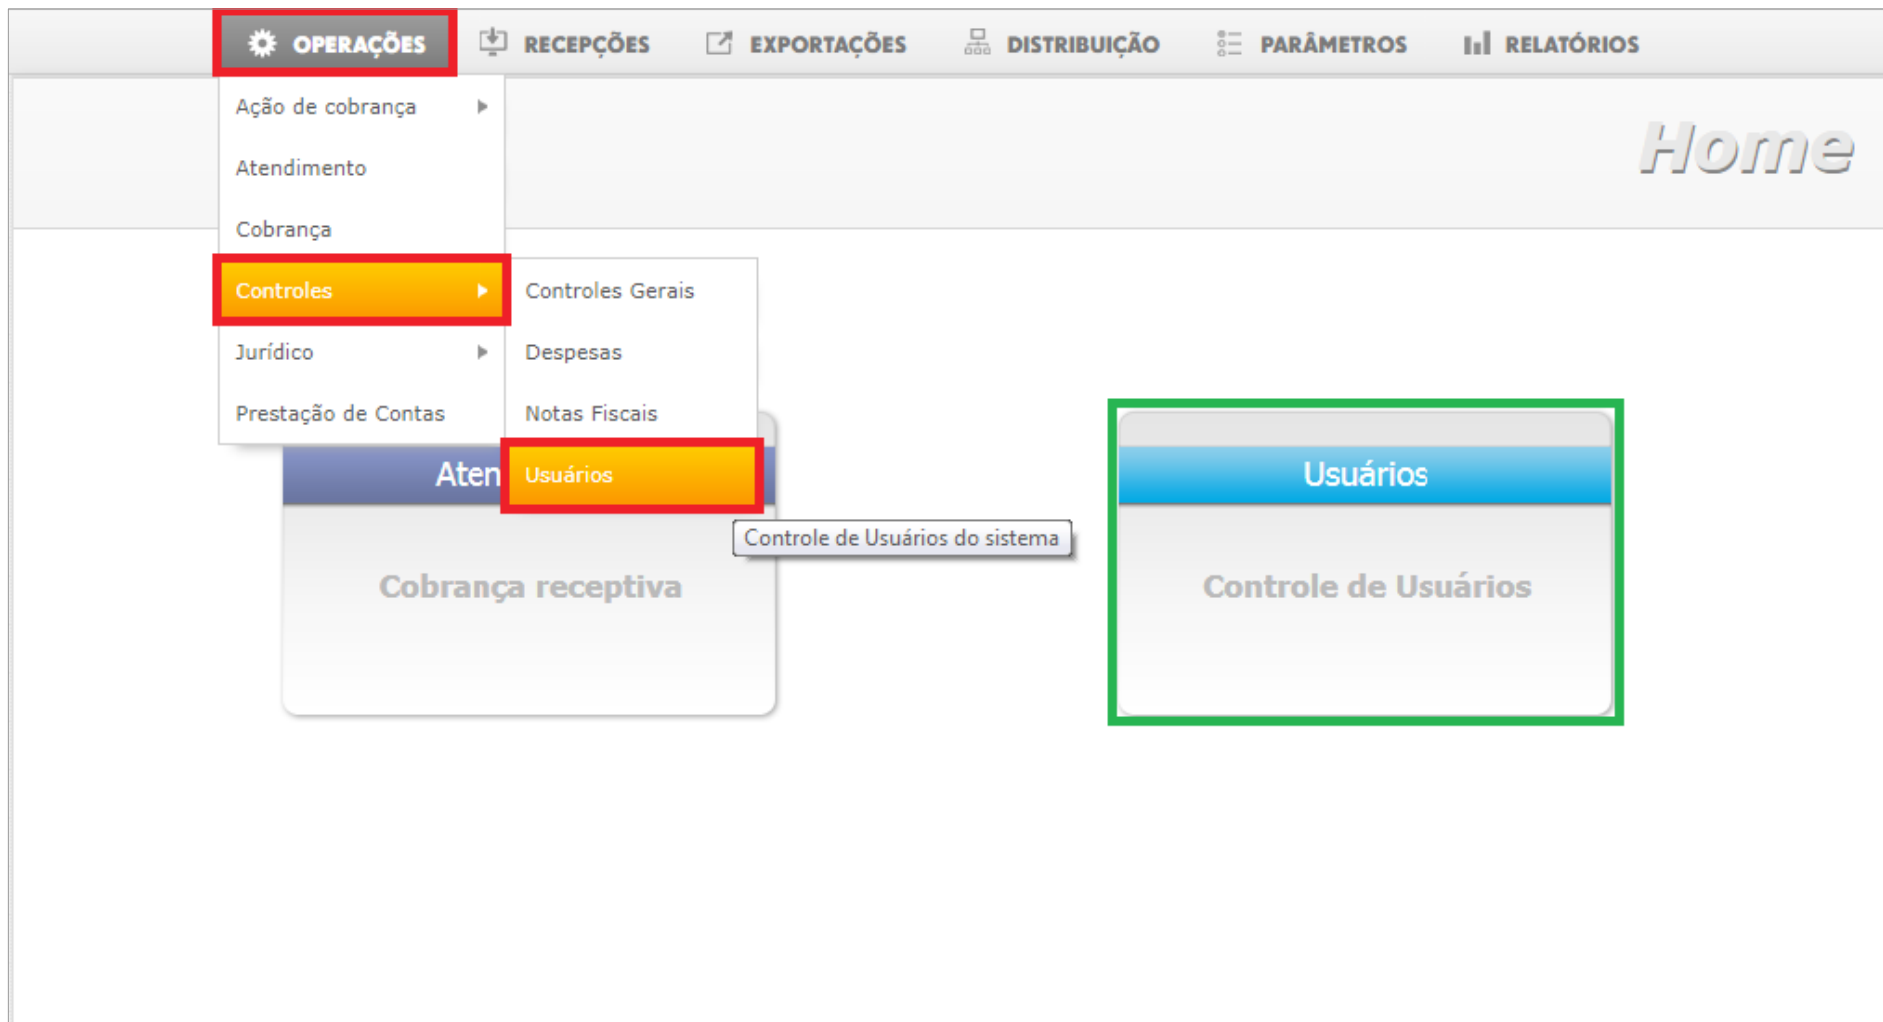 OPERAÇÕES RECEPÇÕES EXPORTAÇÕES DISTRIBUIÇÃO PARÂMETROS RELATÓRIOS
Home
Ação de cobrança
Atendimento
Cobrança
Controles
Jurídico
Prestação de Contas
Controles Gerais
Despesas
Notas Fiscais
Usuários
Controle de Usuários do sistema
Aten
Cobrança receptiva
Usuários
Controle de Usuários